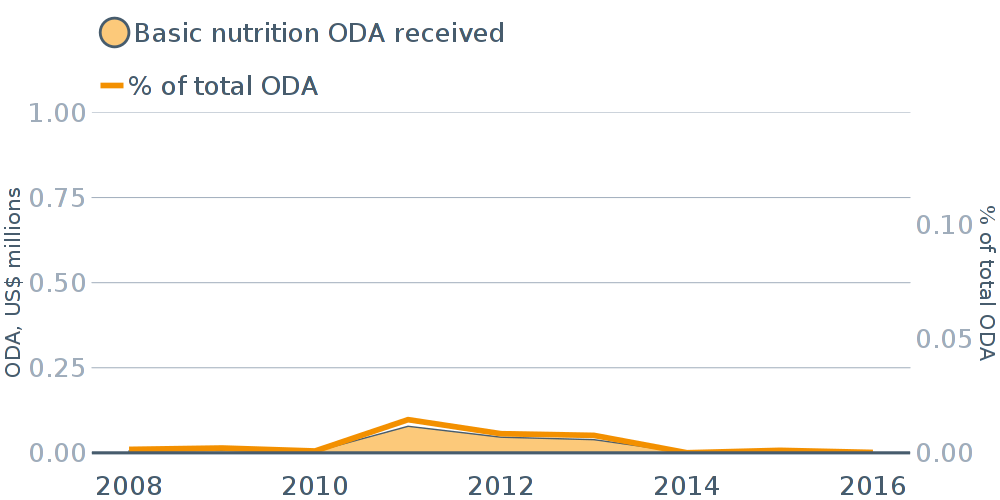 Basic nutrition ODA received
% of total ODA
1.00
0.75
0.50
0.25
0.00
ODA, US$ millions
0.10
0.05
0.00
% of total ODA
2008 2010 2012 2014 2016